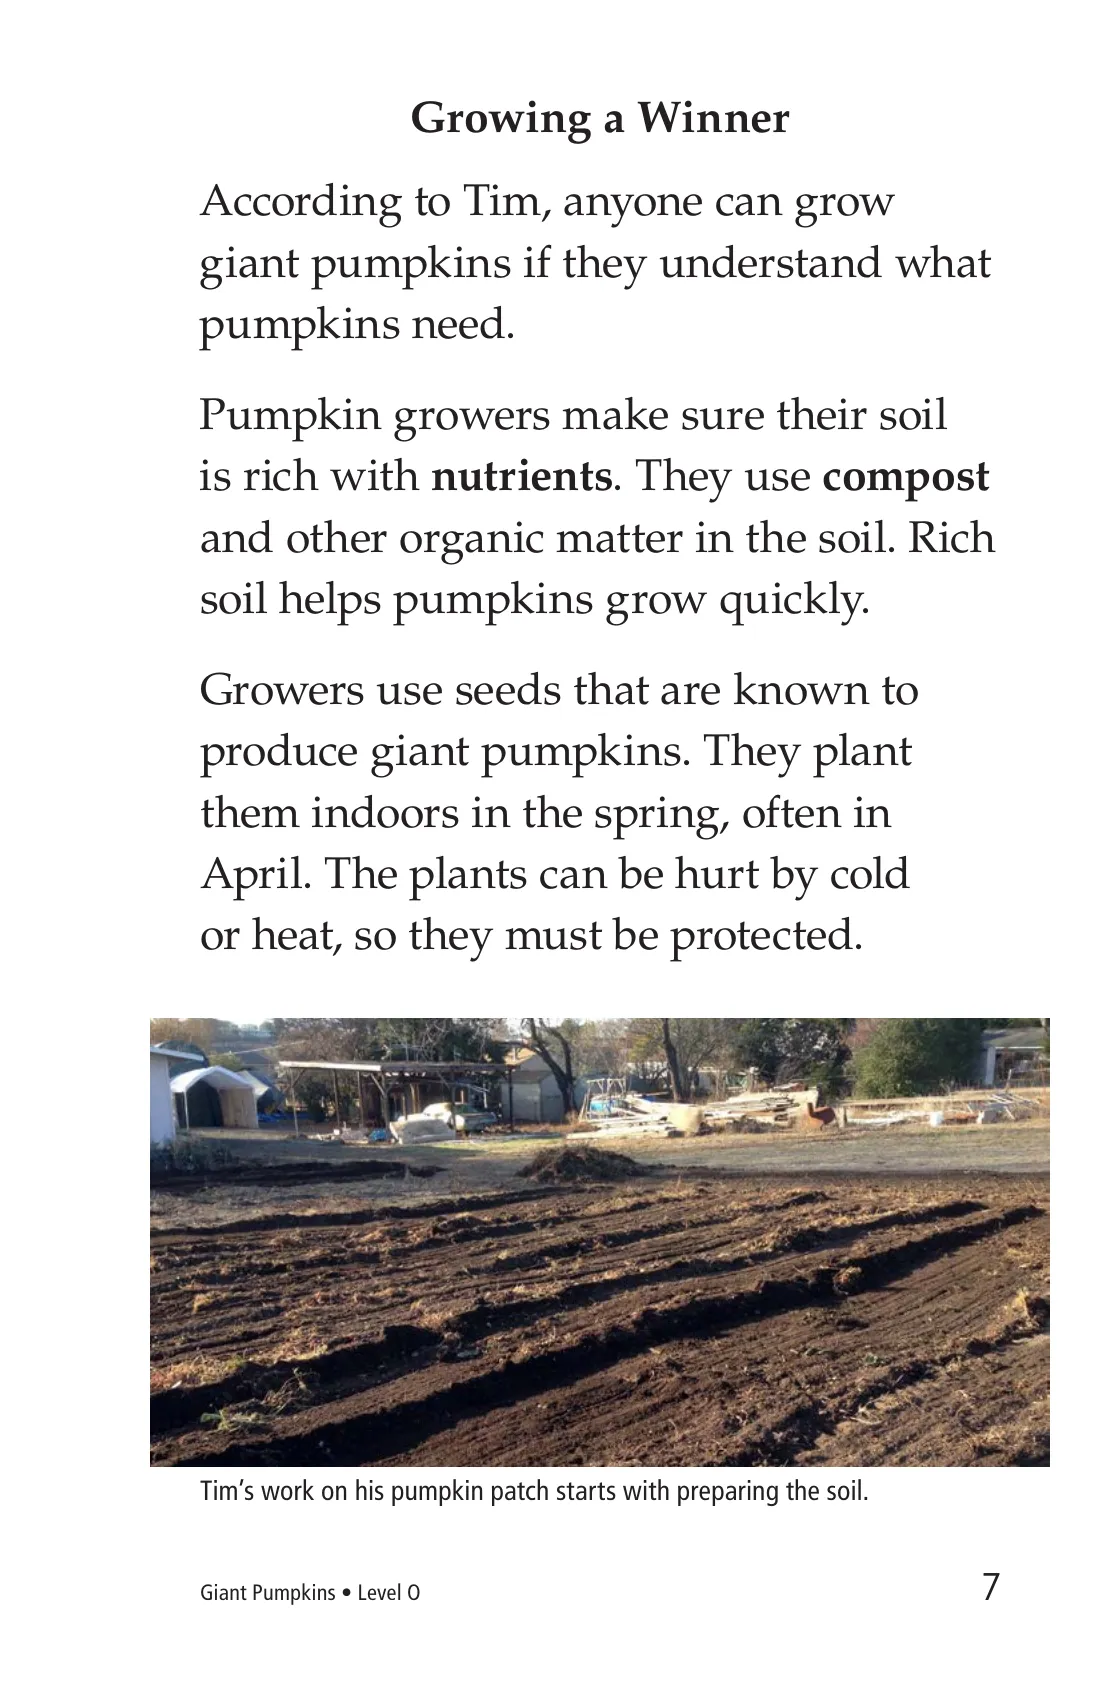 Growing a Winner
According to Tim, anyone can grow
giant pumpkins if they understand what
pumpkins need.
Pumpkin growers make sure their soil
is rich with nutrients. They use compost
and other organic matter in the soil. Rich
soil helps pumpkins grow quickly.
Growers use seeds that are known to
produce giant pumpkins. They plant
them indoors in the spring, often in
April. The plants can be hurt by cold
or heat, so they must be protected.
Tim’s work on his pumpkin patch starts with preparing the soil.
Giant Pumpkins • Level O
7